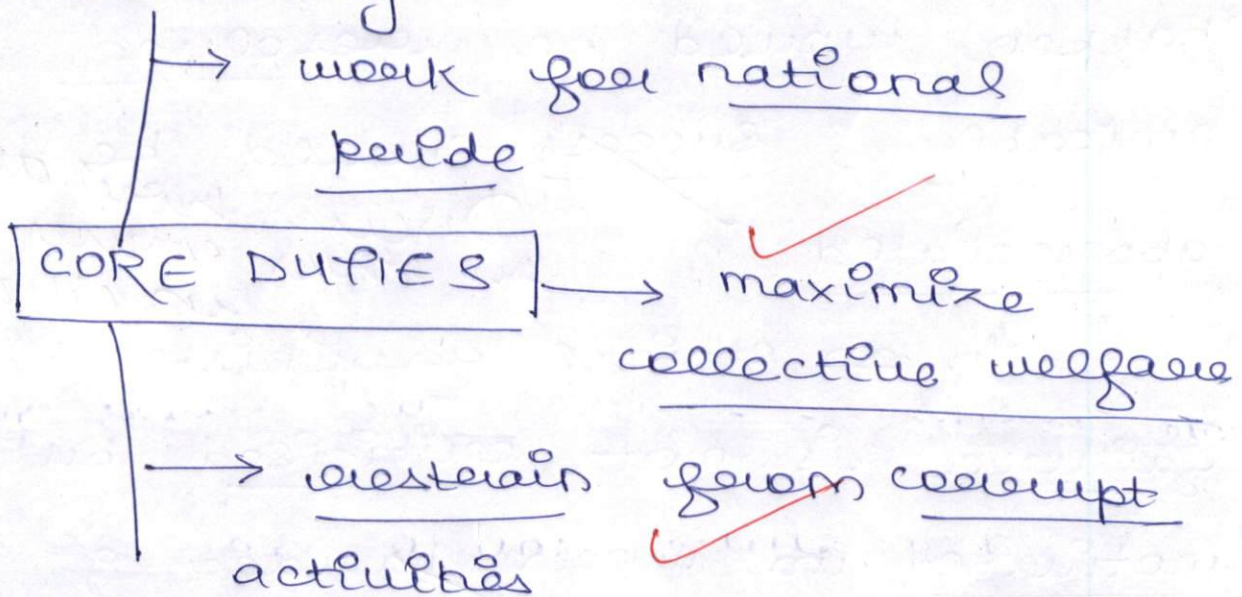 → work for national
pride
CORE DUTIES → maximize
collective welfare
→ restrain from corrupt
activities